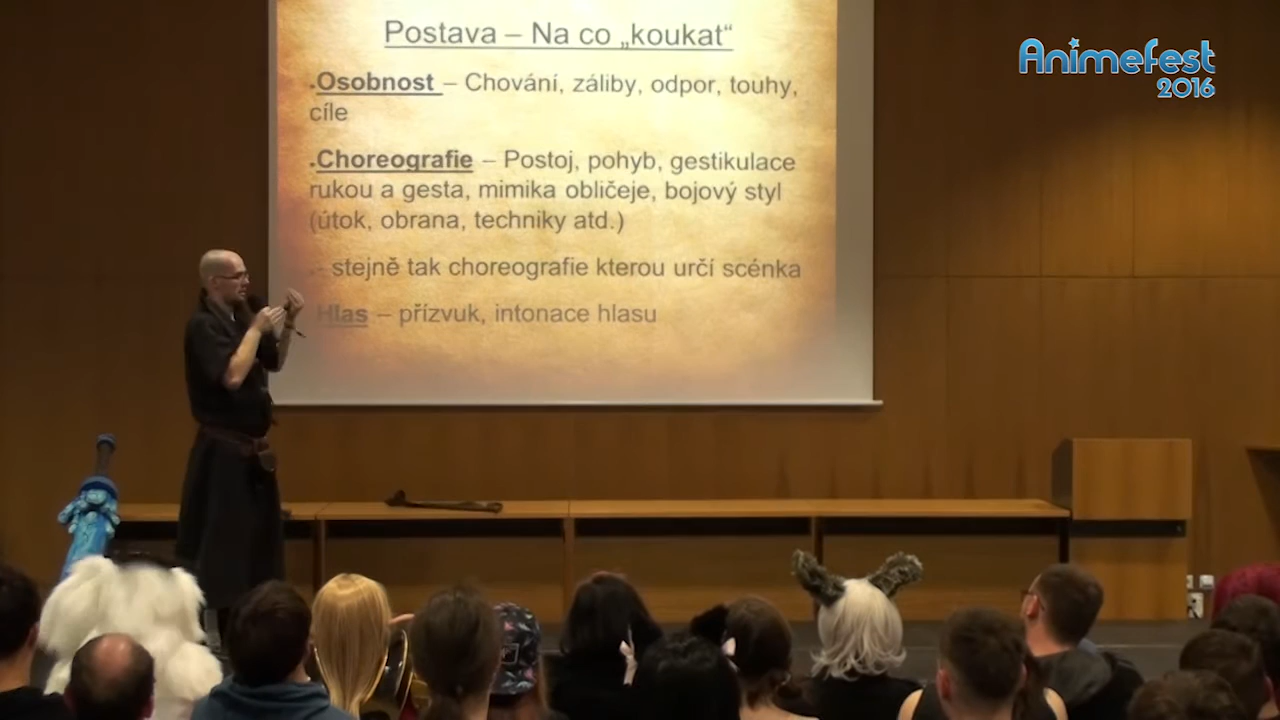 Postava – Na co „koukat“
.Osobnost – Chování, záliby, odpor, touhy,
cíle
.Choreografie – Postoj, pohyb, gestikulace
rukou a gesta, mimika obličeje, bojový styl
(útok, obrana, techniky atd.)
.- stejně tak choreografie kterou určí scénka
Hlas – přízvuk, intonace hlasu
Animefest
2016